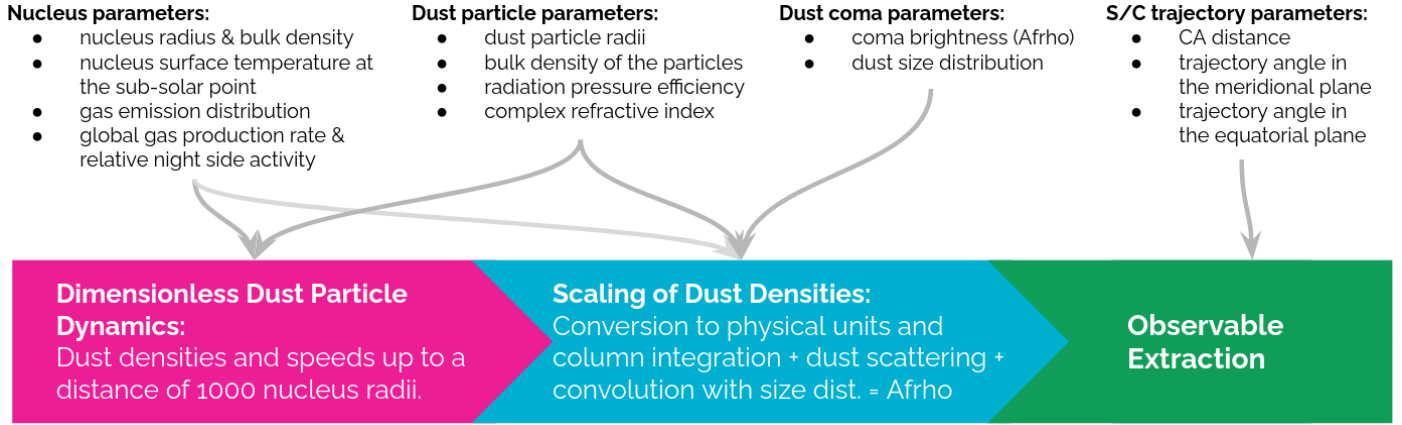 Nucleus parameters:
● nucleus radius & bulk density
● nucleus surface temperature at
the sub-solar point
● gas emission distribution
● global gas production rate &
relative night side activity
Dust particle parameters:
● dust particle radii
● bulk density of the particles
● radiation pressure efficiency
● complex refractive index
Dust coma parameters:
● coma brightness (Afrho)
● dust size distribution
S/C trajectory parameters:
● CA distance
● trajectory angle in
the meridional plane
● trajectory angle in
the equatorial plane
Dimensionless Dust Particle
Dynamics:
Dust densities and speeds up to a
distance of 1000 nucleus radii.
Scaling of Dust Densities:
Conversion to physical units and
column integration + dust scattering +
convolution with size dist. = Afrho
Observable
Extraction